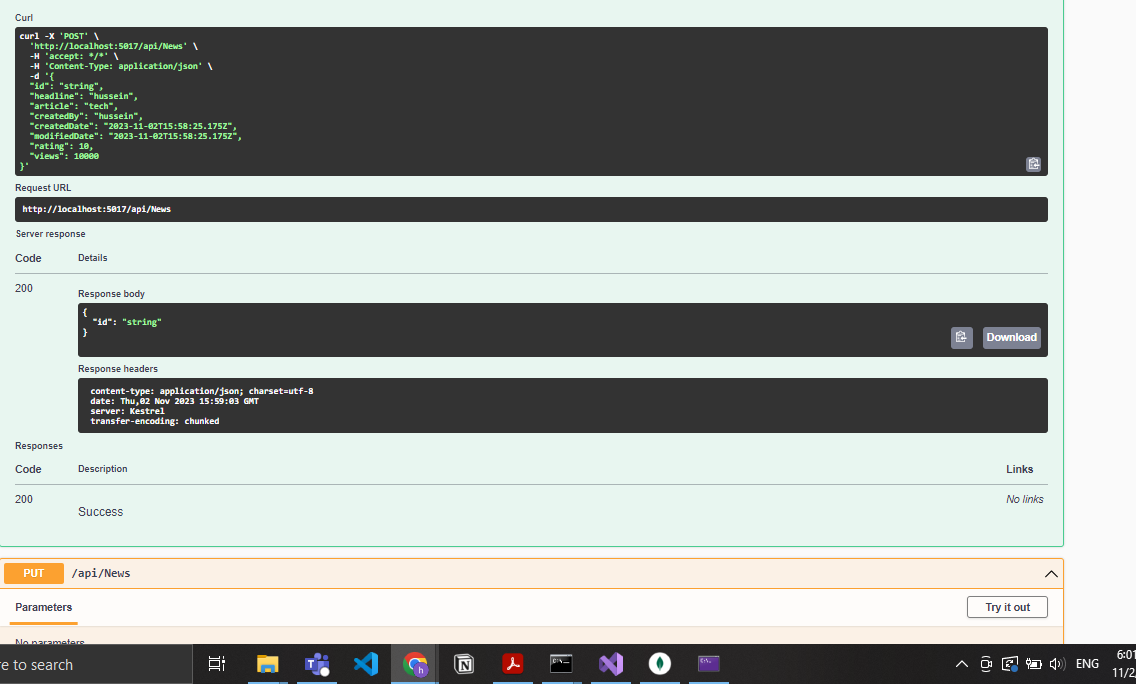 Curl
curl -X 'POST' \
'http://localhost:5017/api/News' \
-H 'accept: */*' \
-H 'Content-Type: application/json' \
-d '{
"id": "string",
"headline": "hussein",
"article": "tech",
"createdBy": "hussein",
"createdDate": "2023-11-02T15:58:25.175Z",
"modifiedDate": "2023-11-02T15:58:25.175Z",
"rating": 10,
"views": 10000
}'
Request URL
http://localhost:5017/api/News
Server response
Code Details
200
Response body
{
"id": "string"
}
Download
Response headers
content-type: application/json; charset=utf-8
date: Thu,02 Nov 2023 15:59:03 GMT
server: Kestrel
transfer-encoding: chunked
Responses
Code Description Links
200 No links
Success
PUT /api/News
Parameters Try it out
No parameters
re to search ENG 6:01
11/2